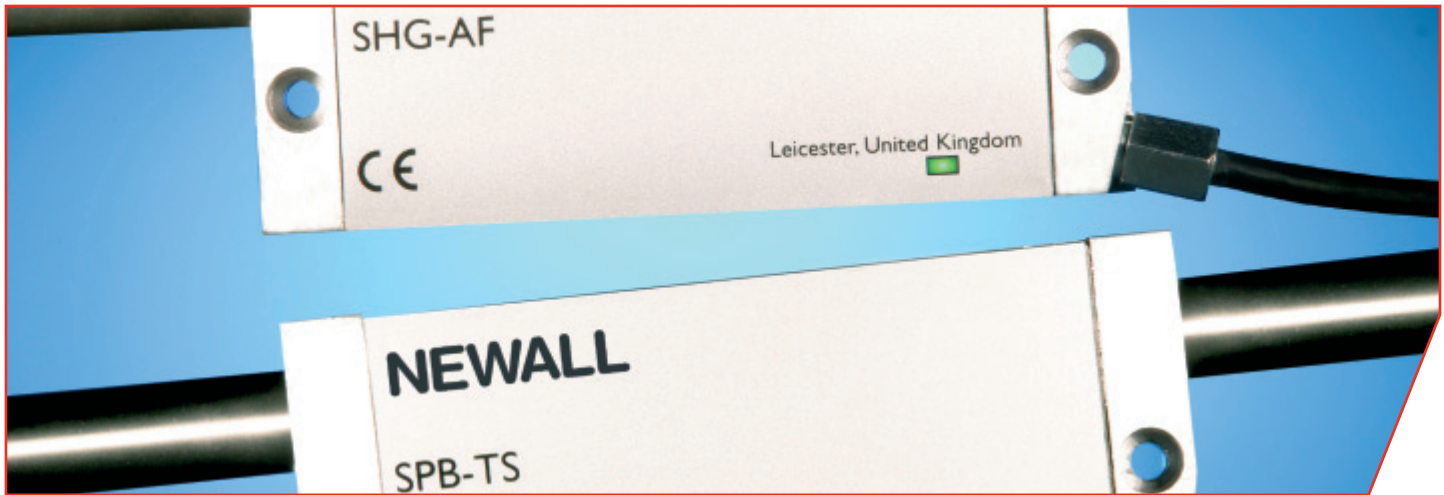 SHG-AF
CE
Leicester, United Kingdom
NEWALL
SPB-TS